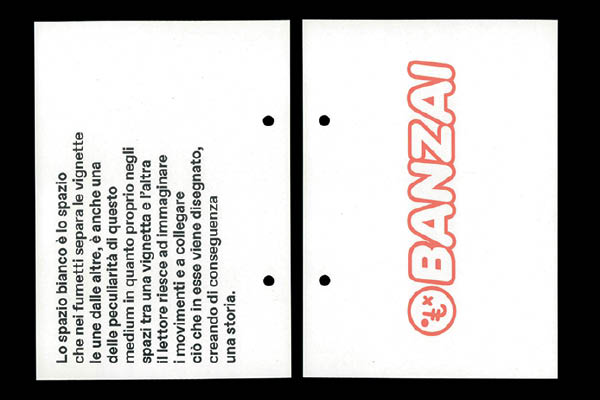 Lo spazio bianco è lo spazio
che nei fumetti separa le vignette
le une dalle altre, è anche una
delle peculiarità di questo
medium in quanto proprio negli
spazi tra una vignetta e l'altra
il lettore riesce ad immaginare
i movimenti e a collegare
ciò che in esse viene disegnato,
creando di conseguenza
una storia.
BANZAI